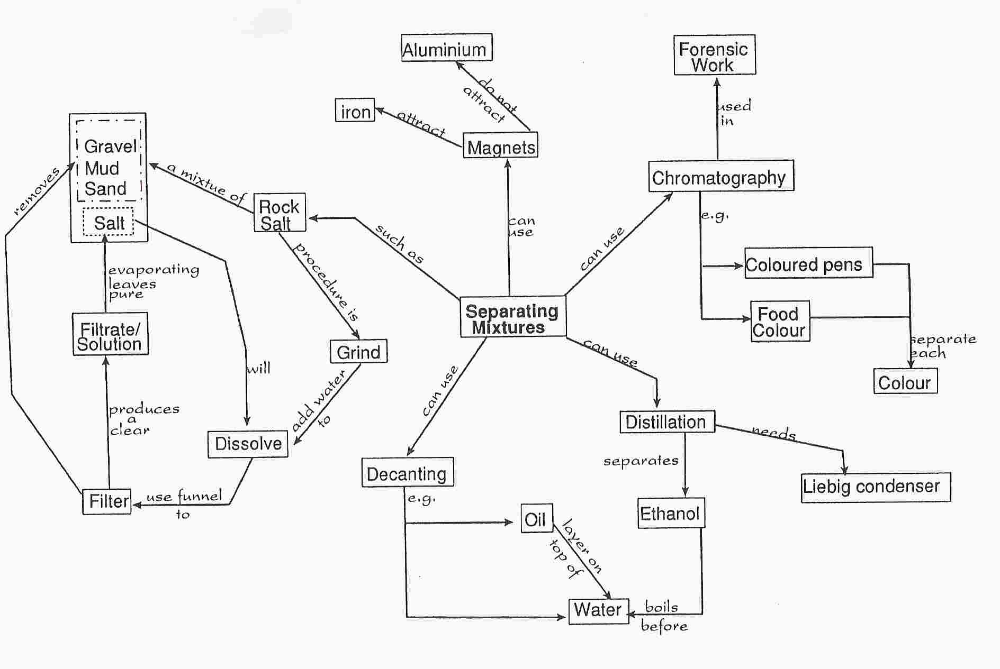 Aluminium
do not
attract
iron
attract
Magnets
Forensic
Work
used
in
Chromatography
e.g.
Coloured pens
Food
Colour
separate
each
Colour
Gravel
Mud
Sand
Salt
removes
a mixtue of
Rock
Salt
such as
can
use
can use
procedure is
evaporating
leaves
pure
Filtrate/
Solution
Separating
Mixtures
Grind
will
add water
to
produces
a
clear
Dissolve
Filter
use funnel
to
can use
can use
Decanting
e.g.
Oil
layer on
top of
Water
Distillation
needs
Liebig condenser
separates
Ethanol
boils
before